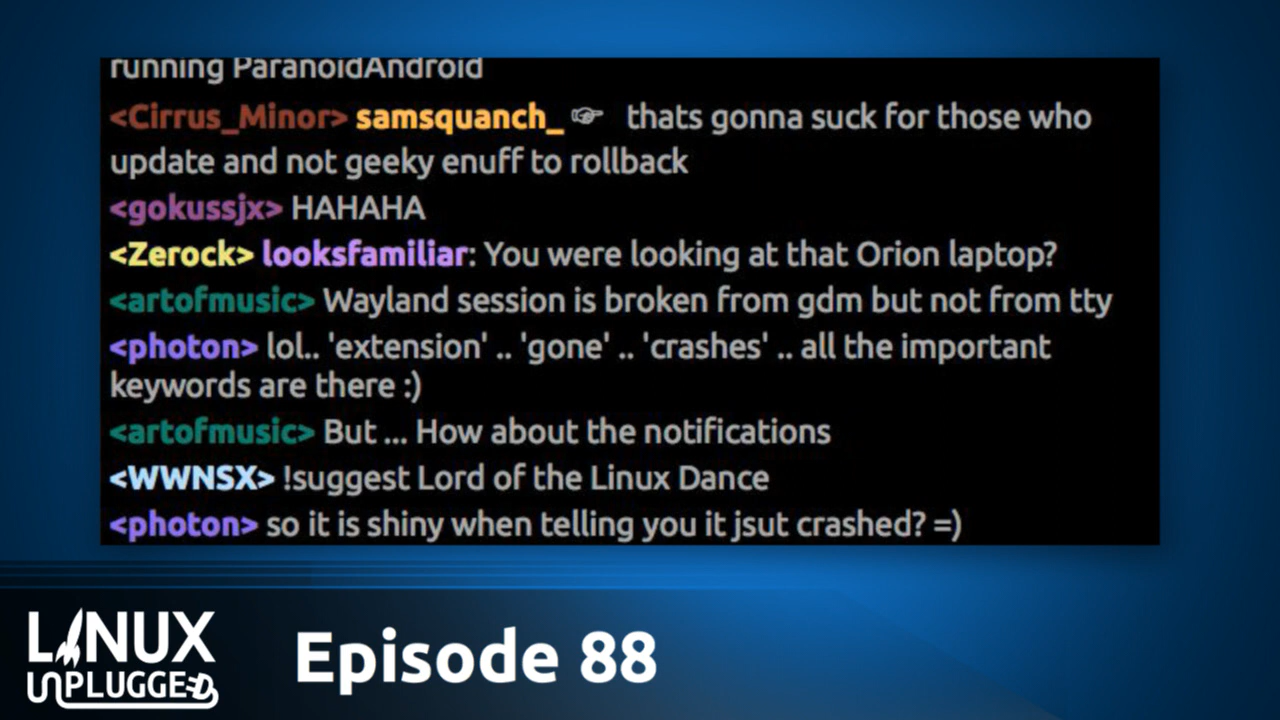 running ParanoidAndroid
<Cirrus_Minor> samsquanch_ ☞ thats gonna suck for those who
update and not geeky enuff to rollback
<gokussjx> HAHAHA
<Zerock> looksfamiliar: You were looking at that Orion laptop?
<artofmusic> Wayland session is broken from gdm but not from tty
<photon> lol.. 'extension' .. 'gone' .. 'crashes' .. all the important
keywords are there :)
<artofmusic> But ... How about the notifications
<WWNSX> !suggest Lord of the Linux Dance
<photon> so it is shiny when telling you it jsut crashed? =)
LINUX
UNPLUGGED
Episode 88